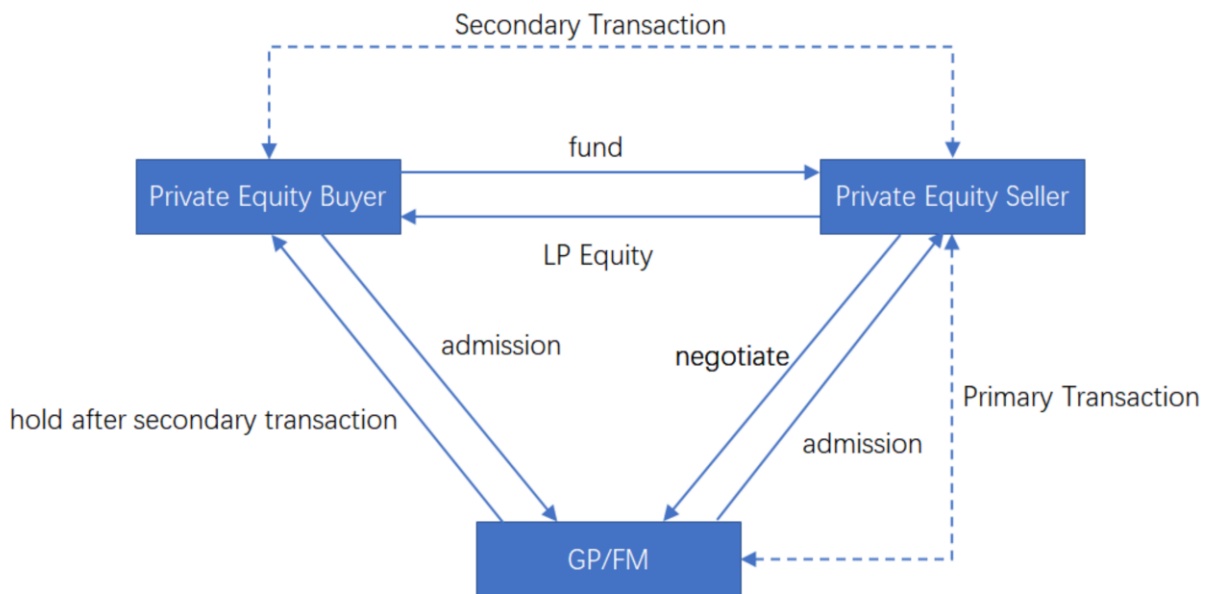 Secondary Transaction
fund
Private Equity Buyer
Private Equity Seller
LP Equity
admission
negotiate
hold after secondary transaction
Primary Transaction
admission
GP/FM